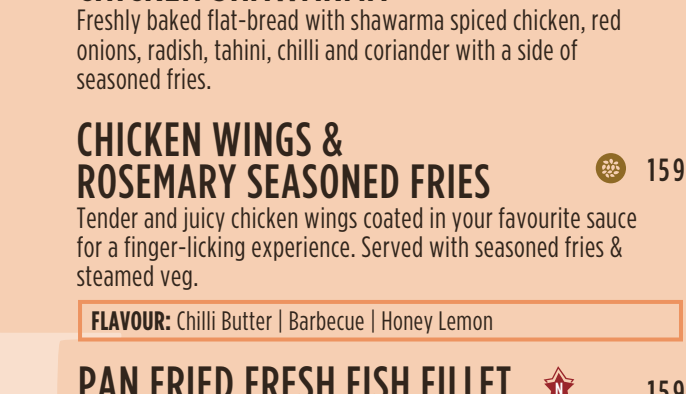 Freshly baked flat-bread with shawarma spiced chicken, red
onions, radish, tahini, chilli and coriander with a side of
seasoned fries.
CHICKEN WINGS &
ROSEMARY SEASONED FRIES 159
Tender and juicy chicken wings coated in your favourite sauce
for a finger-licking experience. Served with seasoned fries &
steamed veg.
FLAVOUR: Chilli Butter | Barbecue | Honey Lemon
PAN FRIED FRESH FISH FILLET N 159